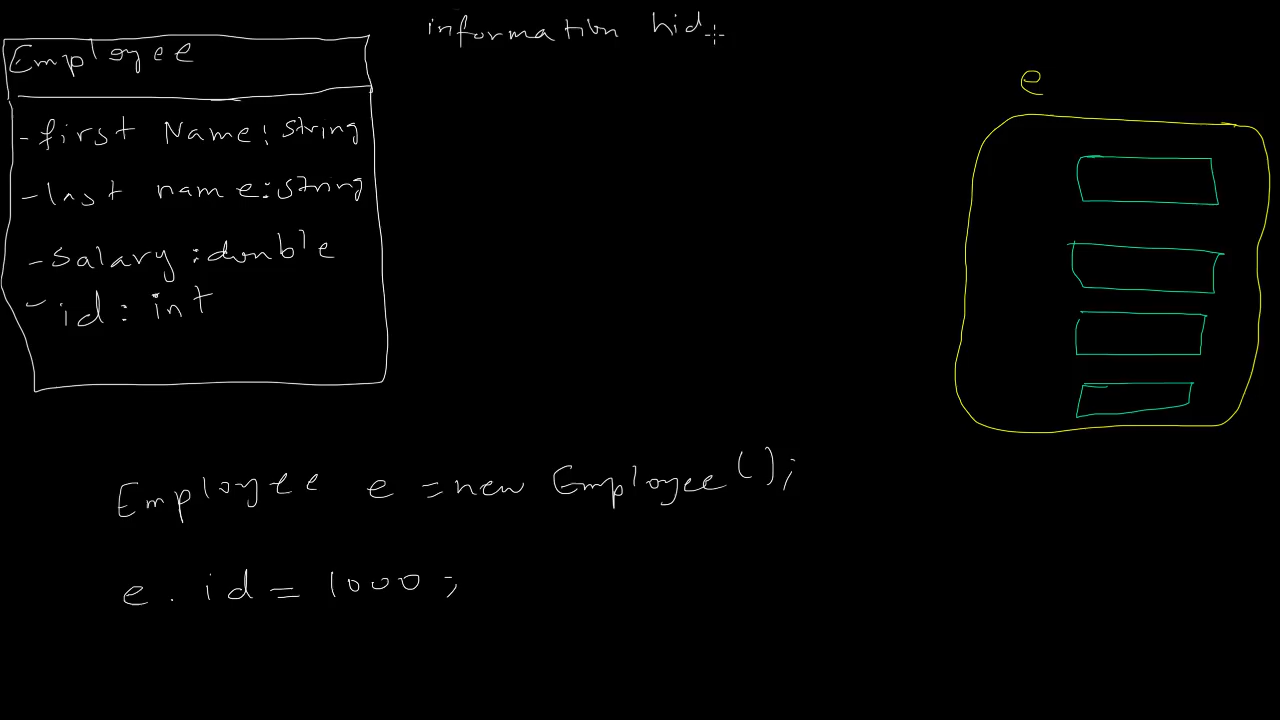 information hid
Employee
e
-first Name: string
-last name: string
-salary: double
-id: int
Employee e = new Employee();
e. id = 1000;